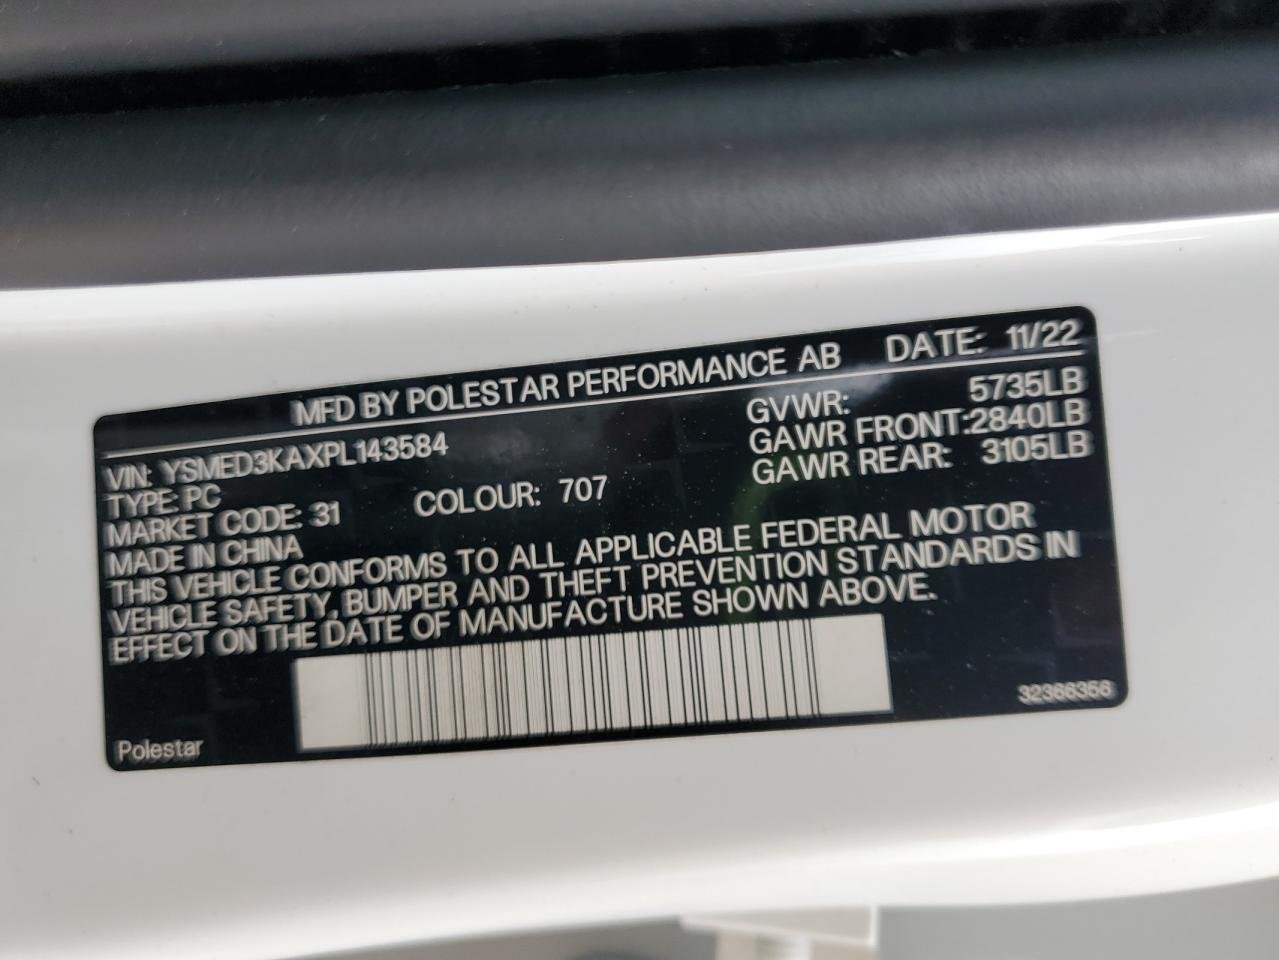 MFD BY POLESTAR PERFORMANCE AB DATE: 11/22
VIN: YSMED3KAXPL143584 GVWR: 5735LB
TYPE: PC GAWR FRONT: 2840LB
MARKET CODE: 31 COLOUR: 707 GAWR REAR: 3105LB
MADE IN CHINA
THIS VEHICLE CONFORMS TO ALL APPLICABLE FEDERAL MOTOR
VEHICLE SAFETY, BUMPER AND THEFT PREVENTION STANDARDS IN
EFFECT ON THE DATE OF MANUFACTURE SHOWN ABOVE.
32366356
Polestar